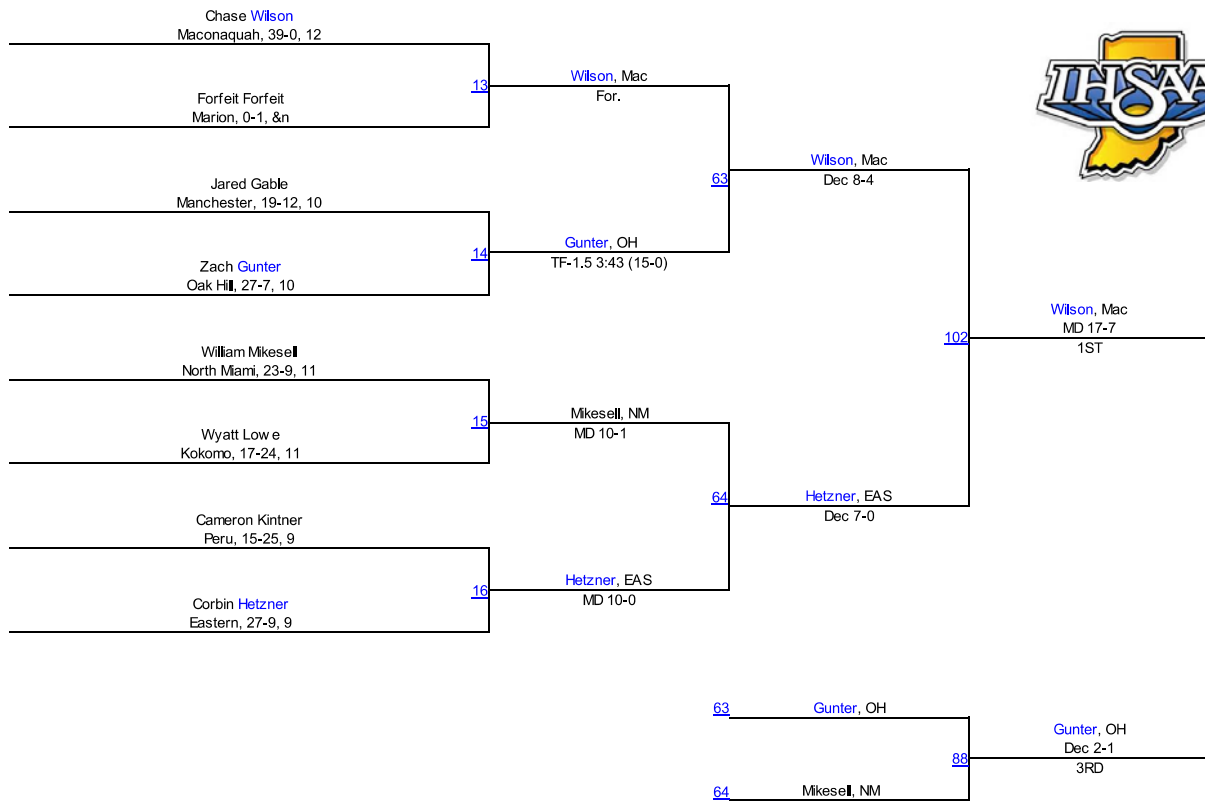 Chase Wilson
Maconaquah, 39-0, 12
13
Forfeit Forfeit
Marion, 0-1, &n
Wilson, Mac
For.
IHSAA
Jared Gable
Manchester, 19-12, 10
14
Zach Gunter
Oak Hill, 27-7, 10
Gunter, OH
TF-1.5 3:43 (15-0)
63
Wilson, Mac
Dec 8-4
William Mikesell
North Miami, 23-9, 11
15
Wyatt Lowe
Kokomo, 17-24, 11
Mikesell, NM
MD 10-1
Cameron Kintner
Peru, 15-25, 9
16
Corbin Hetzner
Eastern, 27-9, 9
Hetzner, EAS
MD 10-0
64
Hetzner, EAS
Dec 7-0
102
Wilson, Mac
MD 17-7
1ST
63
Gunter, OH
88
64
Mikesell, NM
Gunter, OH
Dec 2-1
3RD